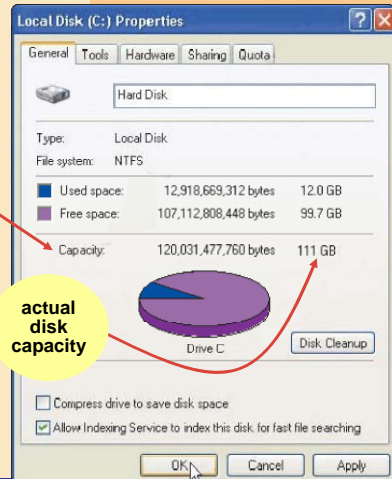 Local Disk (C:) Properties
General Tools Hardware Sharing Quota
Hard Disk
Type: Local Disk
File system: NTFS
Used space: 12,918,669,312 bytes 12.0 GB
Free space: 107,112,808,448 bytes 99.7 GB
Capacity: 120,031,477,760 bytes 111 GB
actual
disk
capacity
Drive C
Disk Cleanup
Compress drive to save disk space
Allow Indexing Service to index this disk for fast file searching
OK Cancel Apply